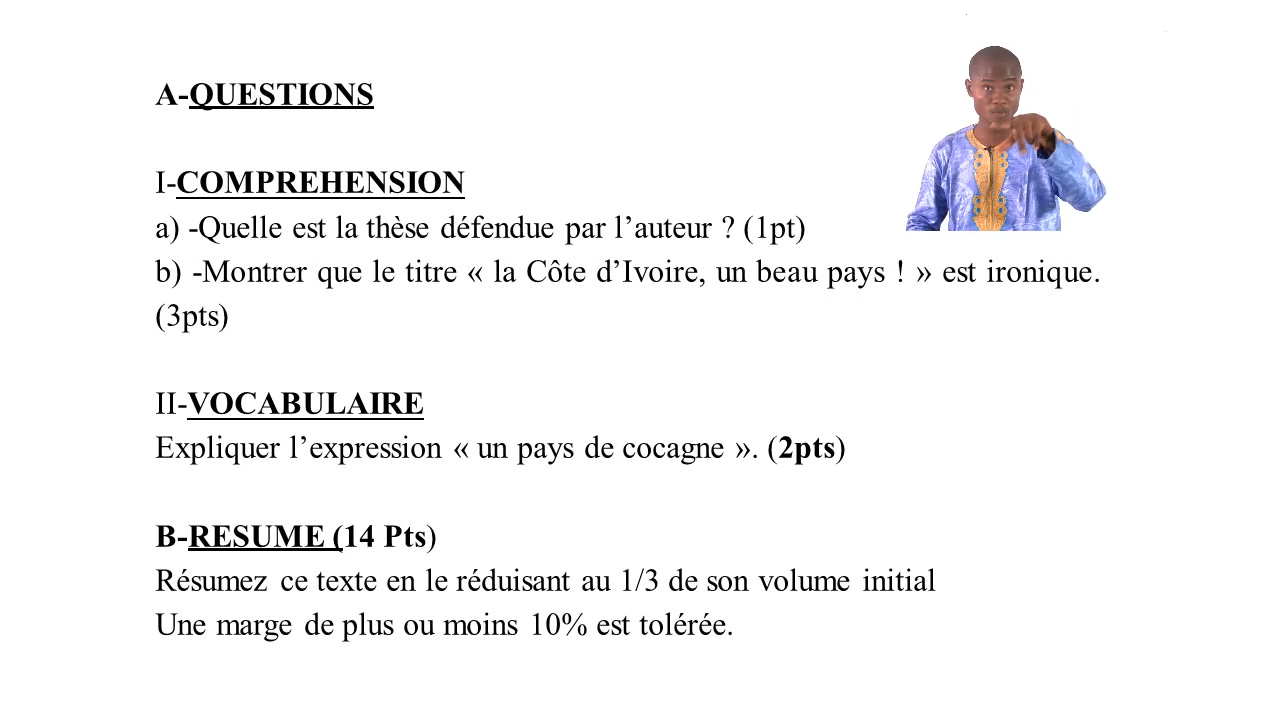 A-QUESTIONS
I-COMPREHENSION
a) -Quelle est la thèse défendue par l’auteur ? (1pt)
b) -Montrer que le titre « la Côte d’Ivoire, un beau pays ! » est ironique.
(3pts)
II-VOCABULAIRE
Expliquer l’expression « un pays de cocagne ». (2pts)
B-RESUME (14 Pts)
Résumez ce texte en le réduisant au 1/3 de son volume initial
Une marge de plus ou moins 10% est tolérée.